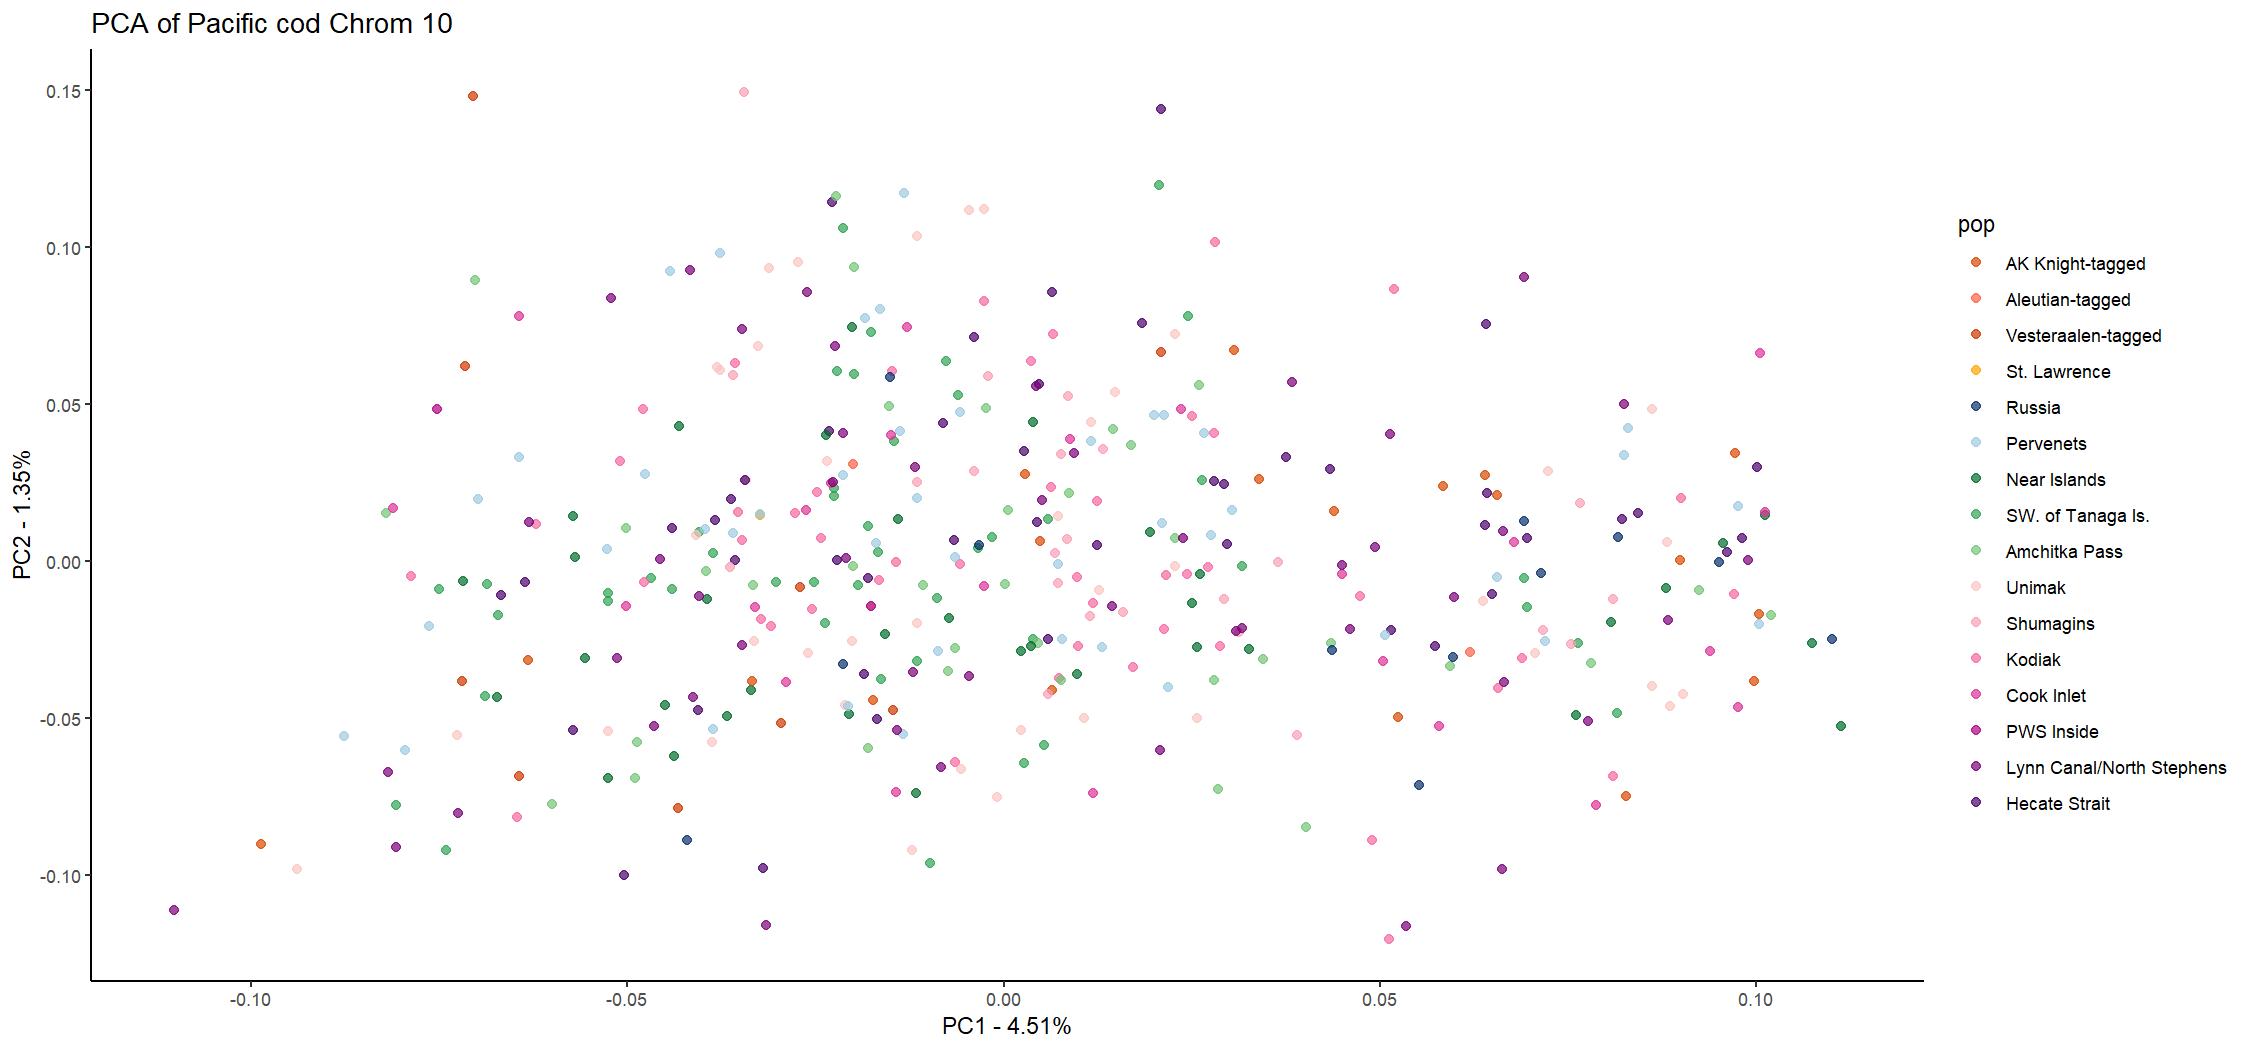 PCA of Pacific cod Chrom 10
0.15
0.10
0.05
0.00
-0.05
-0.10
PC2 - 1.35%
-0.10
-0.05
0.00
0.05
0.10
PC1 - 4.51%
pop
AK Knight-tagged
Aleutian-tagged
Vesteraalen-tagged
St. Lawrence
Russia
Pervenets
Near Islands
SW. of Tanaga Is.
Amchitka Pass
Unimak
Shumagins
Kodiak
Cook Inlet
PWS Inside
Lynn Canal/North Stephens
Hecate Strait